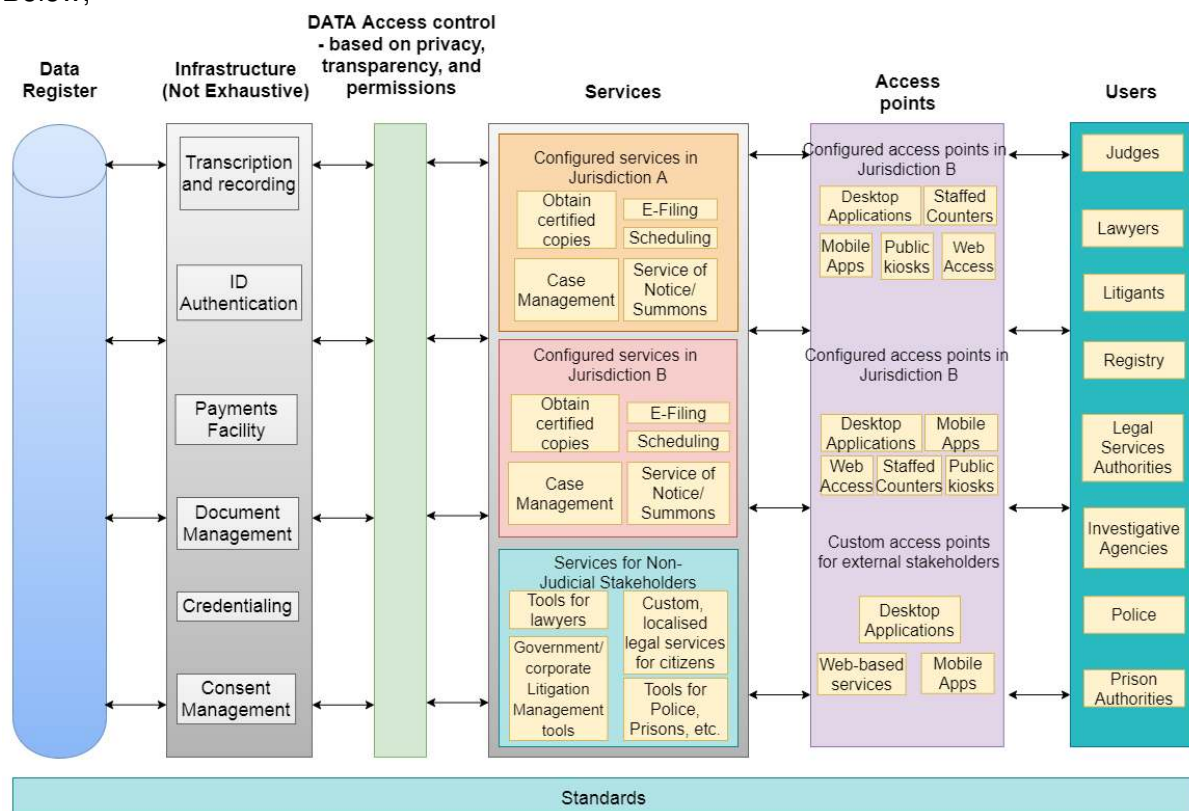 Below,
DATA Access control
- based on privacy,
transparency, and
permissions
Data
Register
Infrastructure
(Not Exhaustive)
Services
Access
points
Users
Transcription
and recording
ID
Authentication
Payments
Facility
Document
Management
Credentialing
Consent
Management
Configured services in
Jurisdiction A
Obtain
certified
copies
E-Filing
Scheduling
Case
Management
Service of
Notice/
Summons
Configured services in
Jurisdiction B
Obtain
certified
copies
E-Filing
Scheduling
Case
Management
Service of
Notice/
Summons
Services for Non-
Judicial Stakeholders
Tools for
lawyers
Custom,
localised
legal services
for citizens
Government/
corporate
Litigation
Management
tools
Tools for
Police,
Prisons, etc.
Configured access points in
Jurisdiction B
Desktop
Applications
Staffed
Counters
Mobile
Apps
Public
kiosks
Web
Access
Configured access points in
Jurisdiction B
Desktop
Applications
Mobile
Apps
Web
Access
Staffed
Counters
Public
kiosks
Custom access points
for external stakeholders
Desktop
Applications
Web-based
services
Mobile
Apps
Judges
Lawyers
Litigants
Registry
Legal
Services
Authorities
Investigative
Agencies
Police
Prison
Authorities
Standards